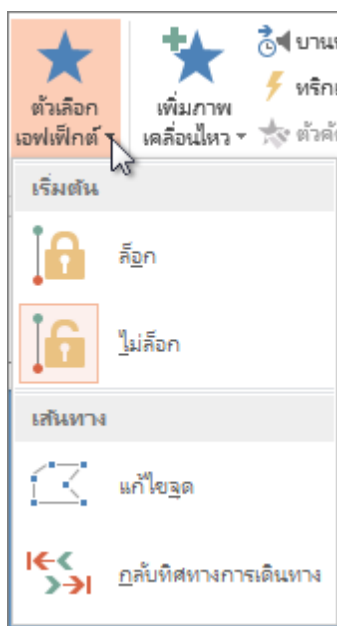 ตัวเลือก
เอฟเฟ็กต์
เพิ่มภาพ
เคลื่อนไหว
เริ่มต้น
ล็อก
ไม่ล็อก
เส้นทาง
แก้ไขจุด
กลับทิศทางการเดินทาง